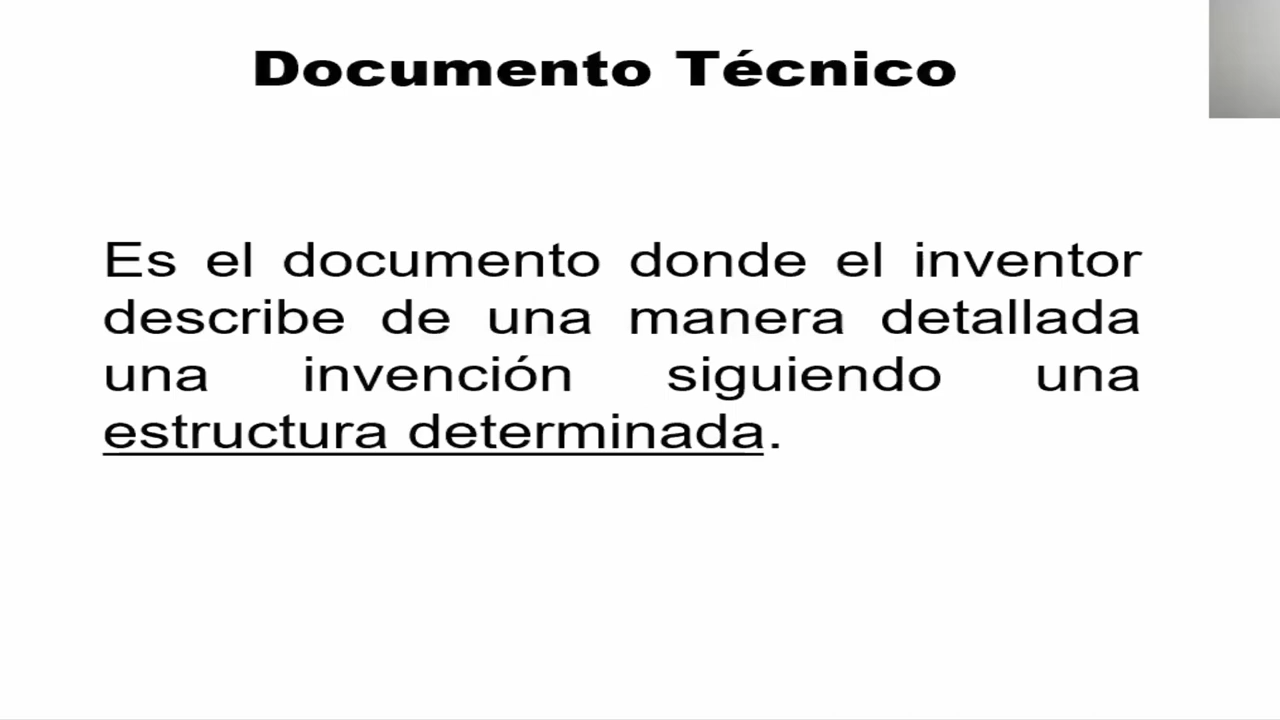 Documento Técnico
Es el documento donde el inventor
describe de una manera detallada
una invención siguiendo una
estructura determinada.